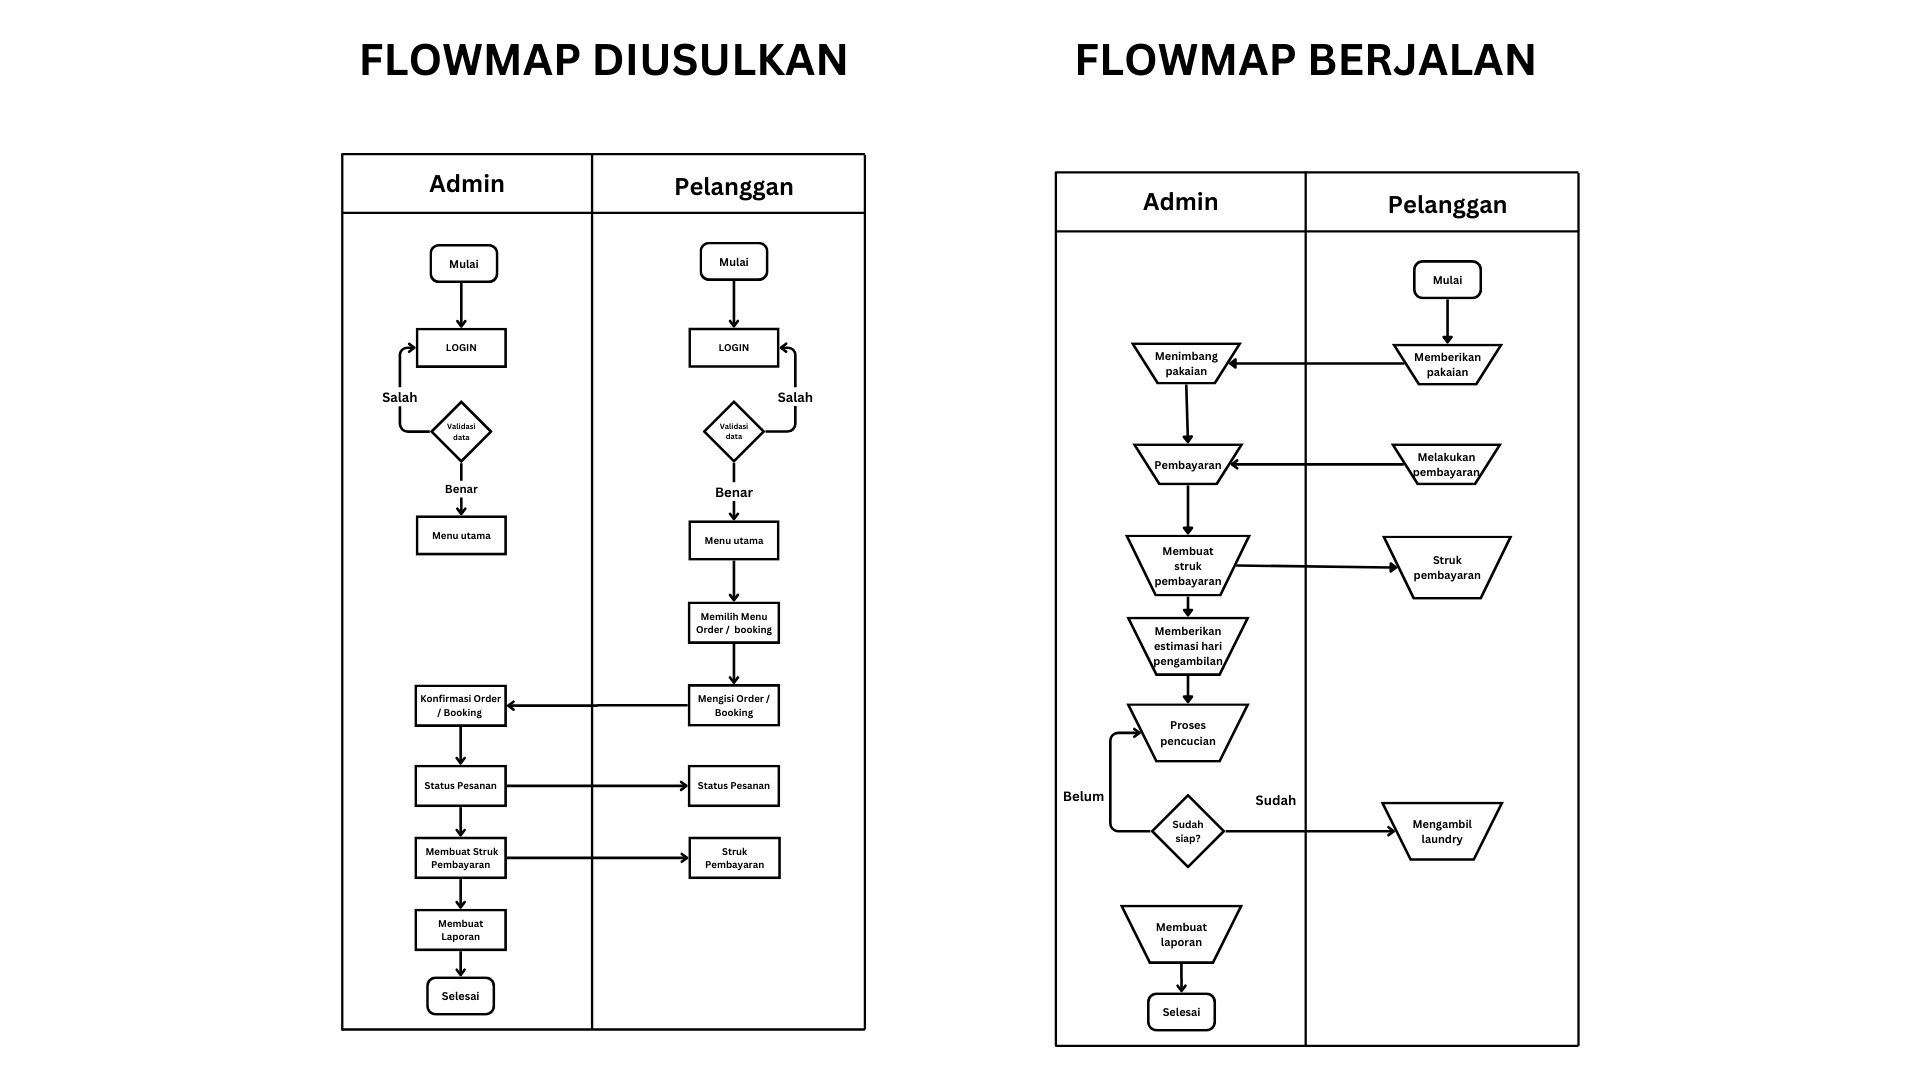 FLOWMAP DIUSULKAN
Admin
Pelanggan
Mulai
Mulai
LOGIN
LOGIN
Salah
Salah
Validasi
data
Validasi
data
Benar
Benar
Menu utama
Menu utama
Memilih Menu
Order / booking
Konfirmasi Order
/ Booking
Mengisi Order /
Booking
Status Pesanan
Status Pesanan
Membuat Struk
Pembayaran
Struk
Pembayaran
Membuat
Laporan
Selesai
FLOWMAP BERJALAN
Admin
Pelanggan
Mulai
Menimbang
pakaian
Memberikan
pakaian
Pembayaran
Melakukan
pembayaran
Membuat
struk
pembayaran
Struk
pembayaran
Memberikan
estimasi hari
pengambilan
Proses
pencucian
Belum
Sudah
Sudah
siap?
Mengambil
laundry
Membuat
laporan
Selesai